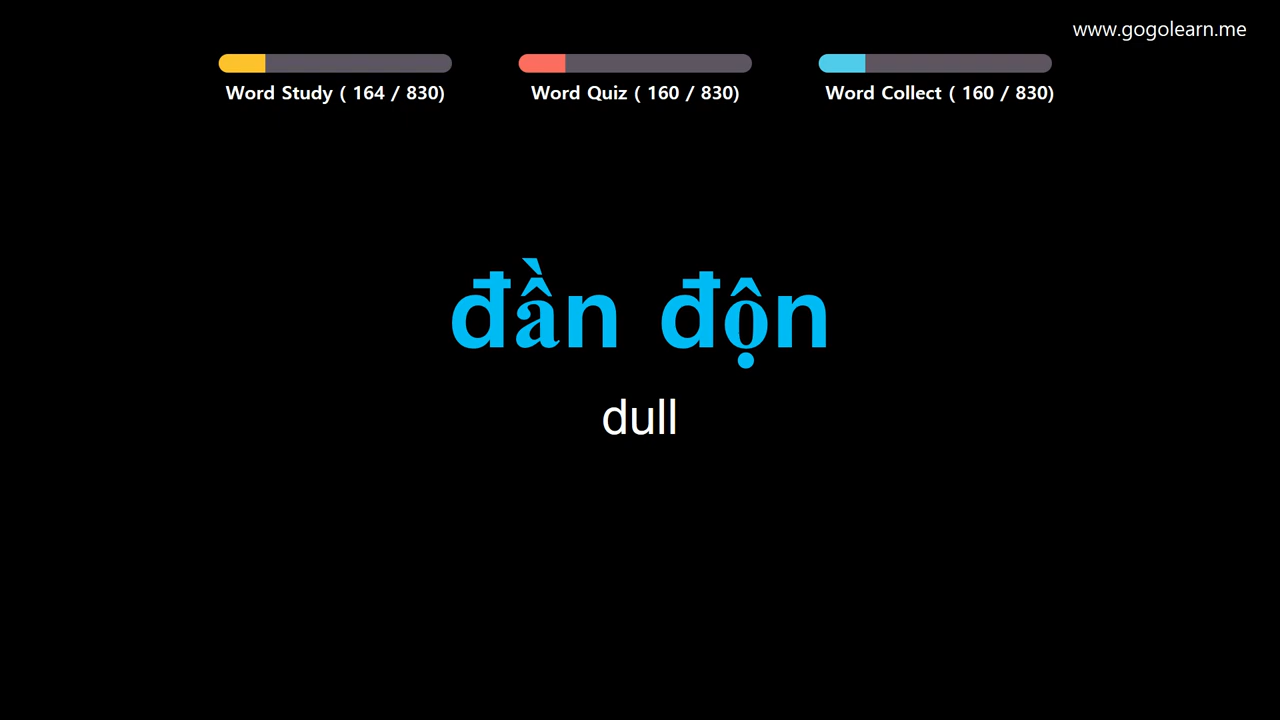 www.gogolearn.me
Word Study ( 164 / 830)
Word Quiz ( 160 / 830)
Word Collect ( 160 / 830)
đần độn
dull